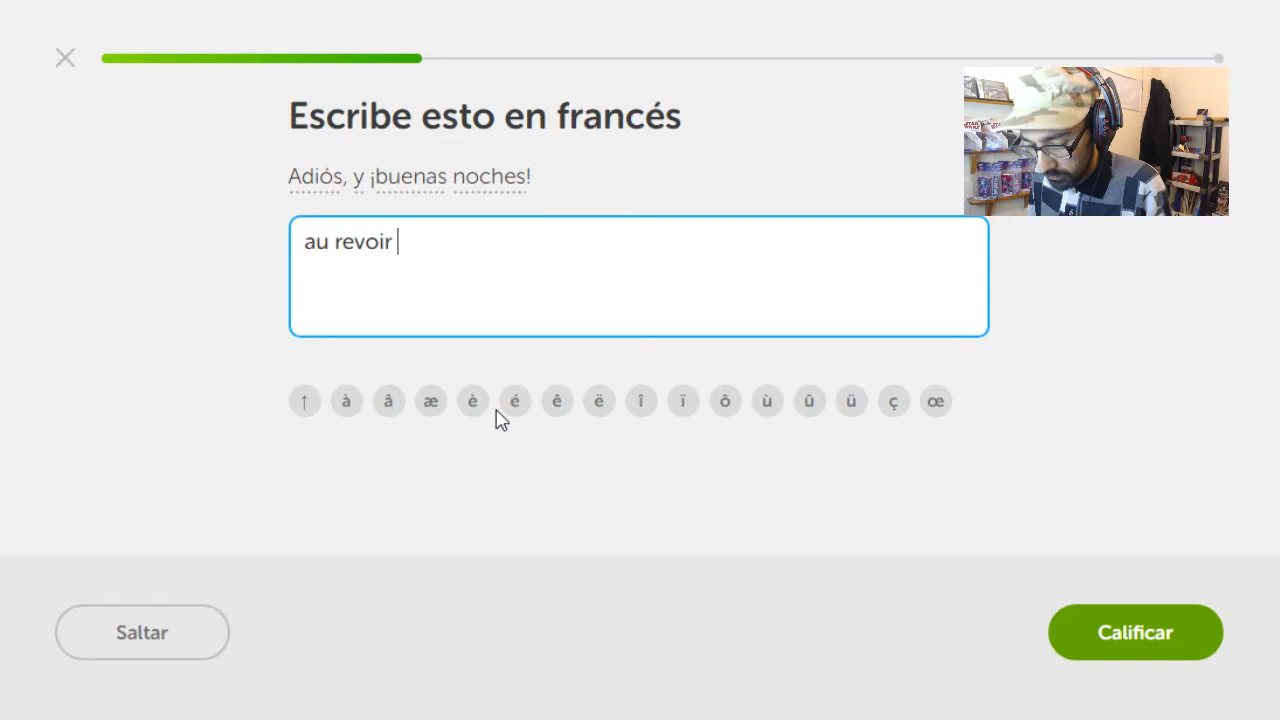 Escribe esto en francés
Adiós, y ¡buenas noches!
au revoir
↑ à â æ è é ê ë î ï ô ù û ü ç œ
Saltar
Calificar